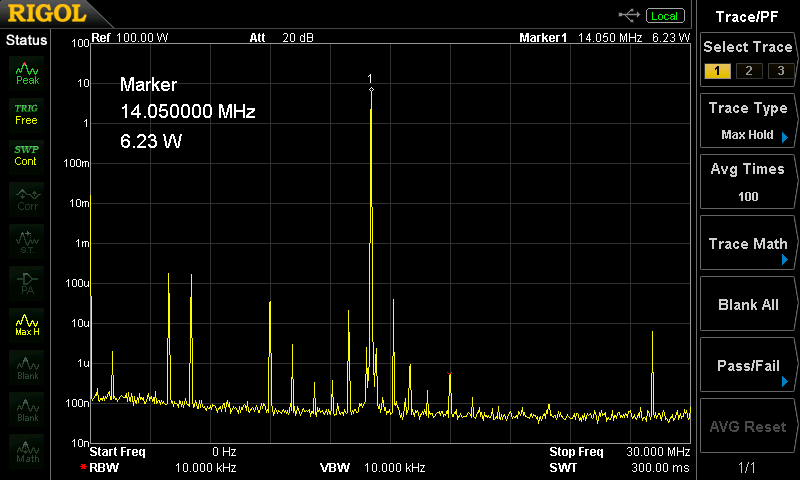 RIGOL
Local
Trace/PF
Status
Ref 100.00 W Att 20 dB Marker1 14.050 MHz 6.23 W
Select Trace
1 2 3
Peak
TRIG
Free
SWP
Cont
Corr
S.T.
PA
Max H
Blank
Blank
Math
100
10
1
100m
10m
1m
100u
10u
1u
100n
10n
Marker
14.050000 MHz
6.23 W
1
Trace Type
Max Hold
Avg Times
100
Trace Math
Blank All
Pass/Fail
AVG Reset
1/1
Start Freq 0 Hz Stop Freq 30.000 MHz
RBW 10.000 kHz VBW 10.000 kHz SWT 300.00 ms